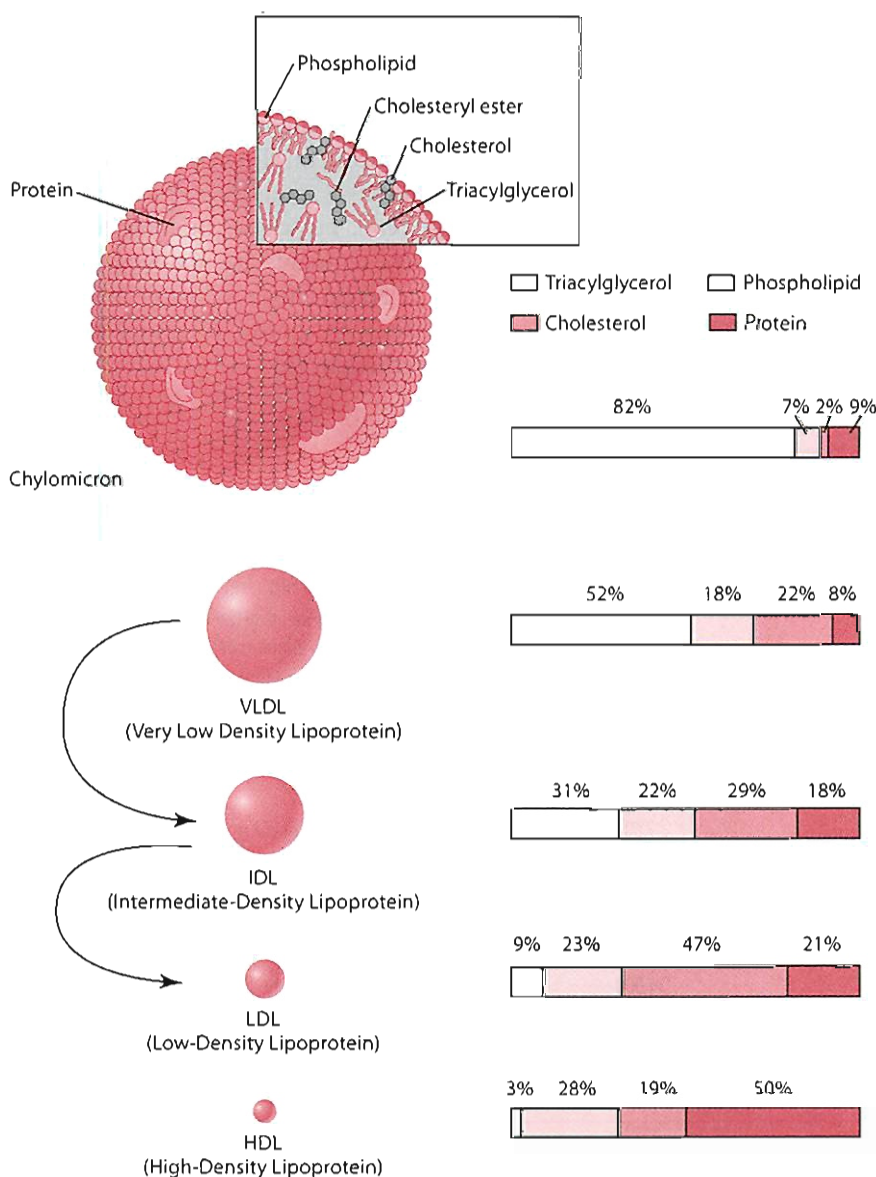 Phospholipid
Cholesteryl ester
Cholesterol
Protein
Triacylglycerol
Triacylglycerol
Phospholipid
Cholesterol
Protein
82% 7% 2% 9%
Chylomicron
52% 18% 22% 8%
VLDL
(Very Low Density Lipoprotein)
31% 22% 29% 18%
IDL
(Intermediate-Density Lipoprotein)
9% 23% 47% 21%
LDL
(Low-Density Lipoprotein)
3% 28% 19% 50%
HDL
(High-Density Lipoprotein)